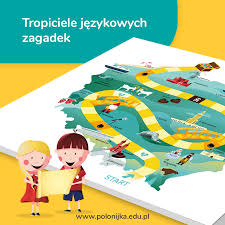 Tropiciele językowych
zagadek
START
www.polonijka.edu.pl